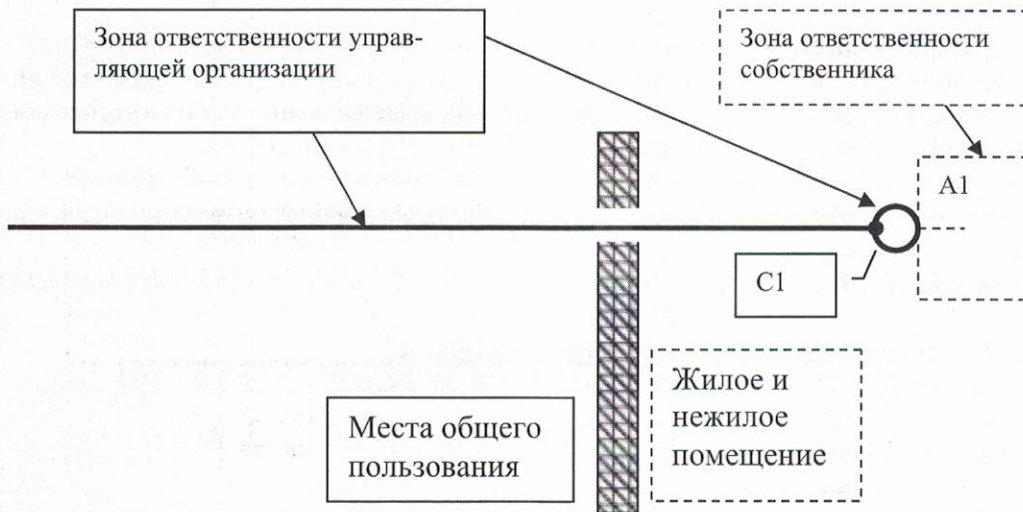 Зона ответственности управ-
ляющей организации
Зона ответственности
собственника
А1
С1
Места общего
пользования
Жилое и
нежилое
помещение